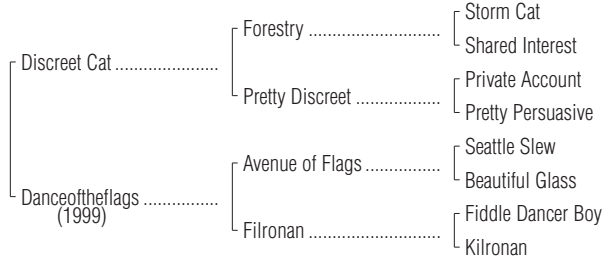 Storm Cat
Forestry
Shared Interest
Discreet Cat
Private Account
Pretty Discreet
Pretty Persuasive
Seattle Slew
Avenue of Flags
Beautiful Glass
Danceoftheflags
(1999)
Fiddle Dancer Boy
Filronan
Kilronan